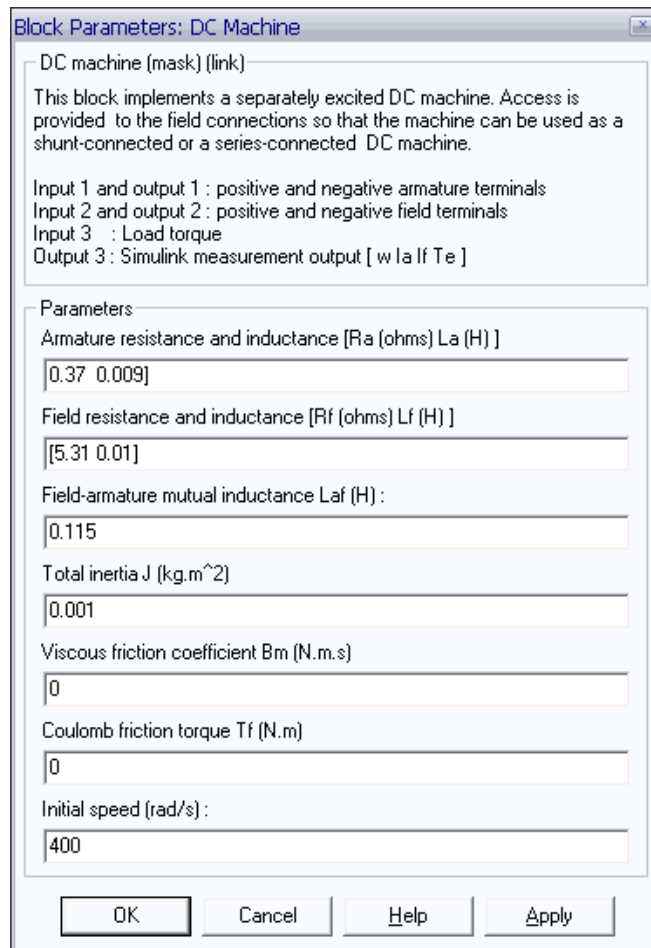 Block Parameters: DC Machine
DC machine (mask) (link)
This block implements a separately excited DC machine. Access is
provided to the field connections so that the machine can be used as a
shunt-connected or a series-connected DC machine.
Input 1 and output 1 : positive and negative armature terminals
Input 2 and output 2 : positive and negative field terminals
Input 3 : Load torque
Output 3 : Simulink measurement output [ w Ia If Te ]
Parameters
Armature resistance and inductance [Ra (ohms) La (H) ]
[0.37 0.009]
Field resistance and inductance [Rf (ohms) Lf (H) ]
[5.31 0.01]
Field-armature mutual inductance Laf (H) :
0.115
Total inertia J (kg.m^2)
0.001
Viscous friction coefficient Bm (N.m.s)
0
Coulomb friction torque Tf (N.m)
0
Initial speed (rad/s) :
400
OK Cancel Help Apply